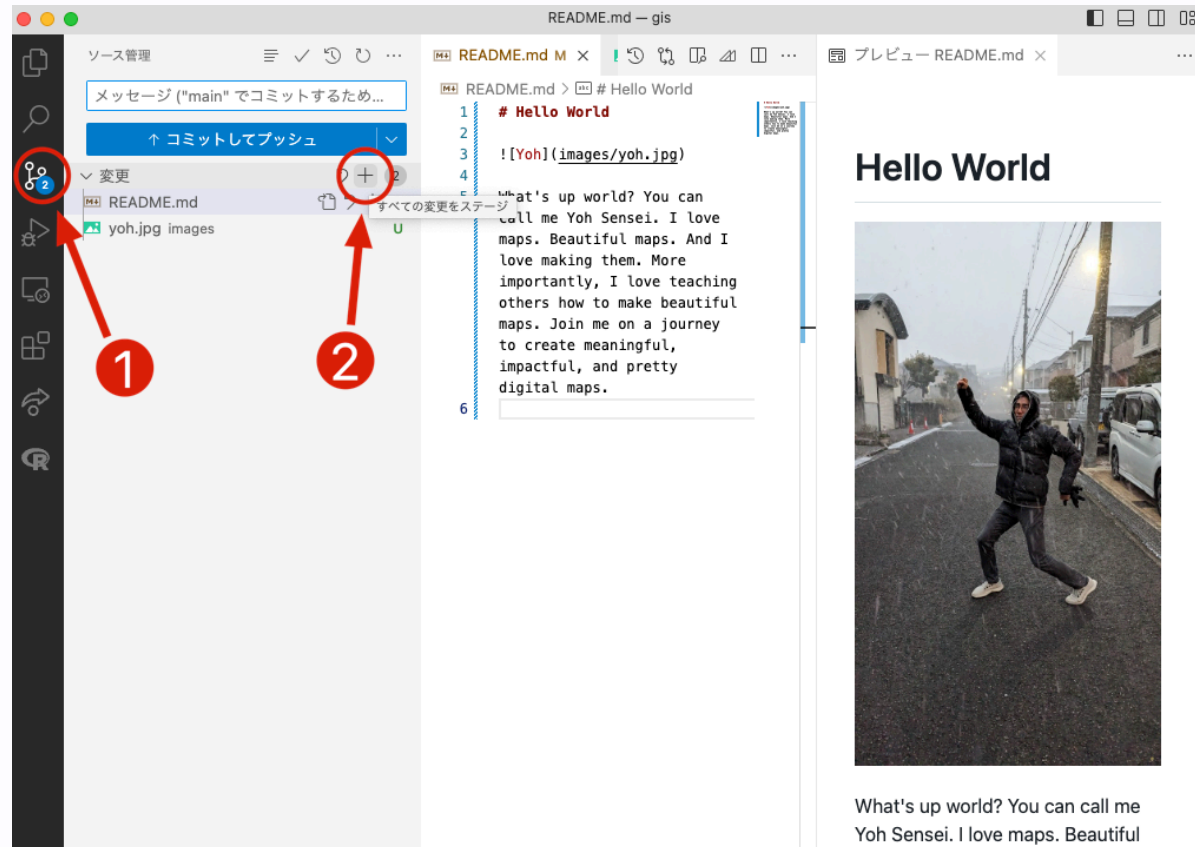 README.md — gis
ソース管理
メッセージ ("main" でコミットするため...
↑ コミットしてプッシュ
変更
2
README.md
すべての変更をステージ
yoh.jpg images
U
2
1
2
README.md M
README.md > # Hello World
1 # Hello World
2
3 ![Yoh](images/yoh.jpg)
4
5 What's up world? You can
call me Yoh Sensei. I love
maps. Beautiful maps. And I
love making them. More
importantly, I love teaching
others how to make beautiful
maps. Join me on a journey
to create meaningful,
impactful, and pretty
digital maps.
6
プレビュー README.md
Hello World
What's up world? You can call me
Yoh Sensei. I love maps. Beautiful